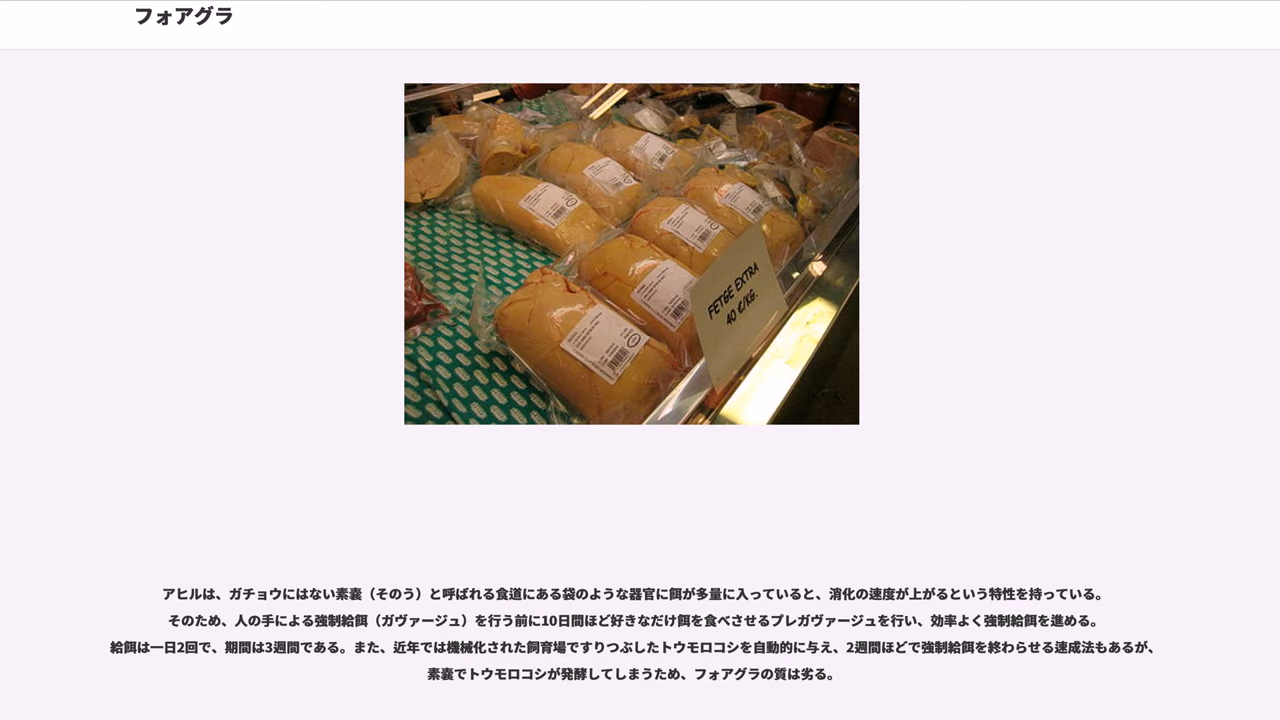 フォアグラ
FETGE EXTRA
40 €/KG.
アヒルは、ガチョウにはない素嚢（そのう）と呼ばれる食道にある袋のような器官に餌が多量に入っていると、消化の速度が上がるという特性を持っている。
そのため、人の手による強制給餌（ガヴァージュ）を行う前に10日間ほど好きなだけ餌を食べさせるプレガヴァージュを行い、効率よく強制給餌を進める。
給餌は一日2回で、期間は3週間である。また、近年では機械化された飼育場ですりつぶしたトウモロコシを自動的に与え、2週間ほどで強制給餌を終わらせる速成法もあるが、
素嚢でトウモロコシが発酵してしまうため、フォアグラの質は劣る。